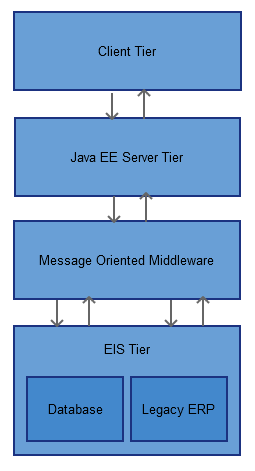 Client Tier
Java EE Server Tier
Message Oriented Middleware
EIS Tier
Database
Legacy ERP